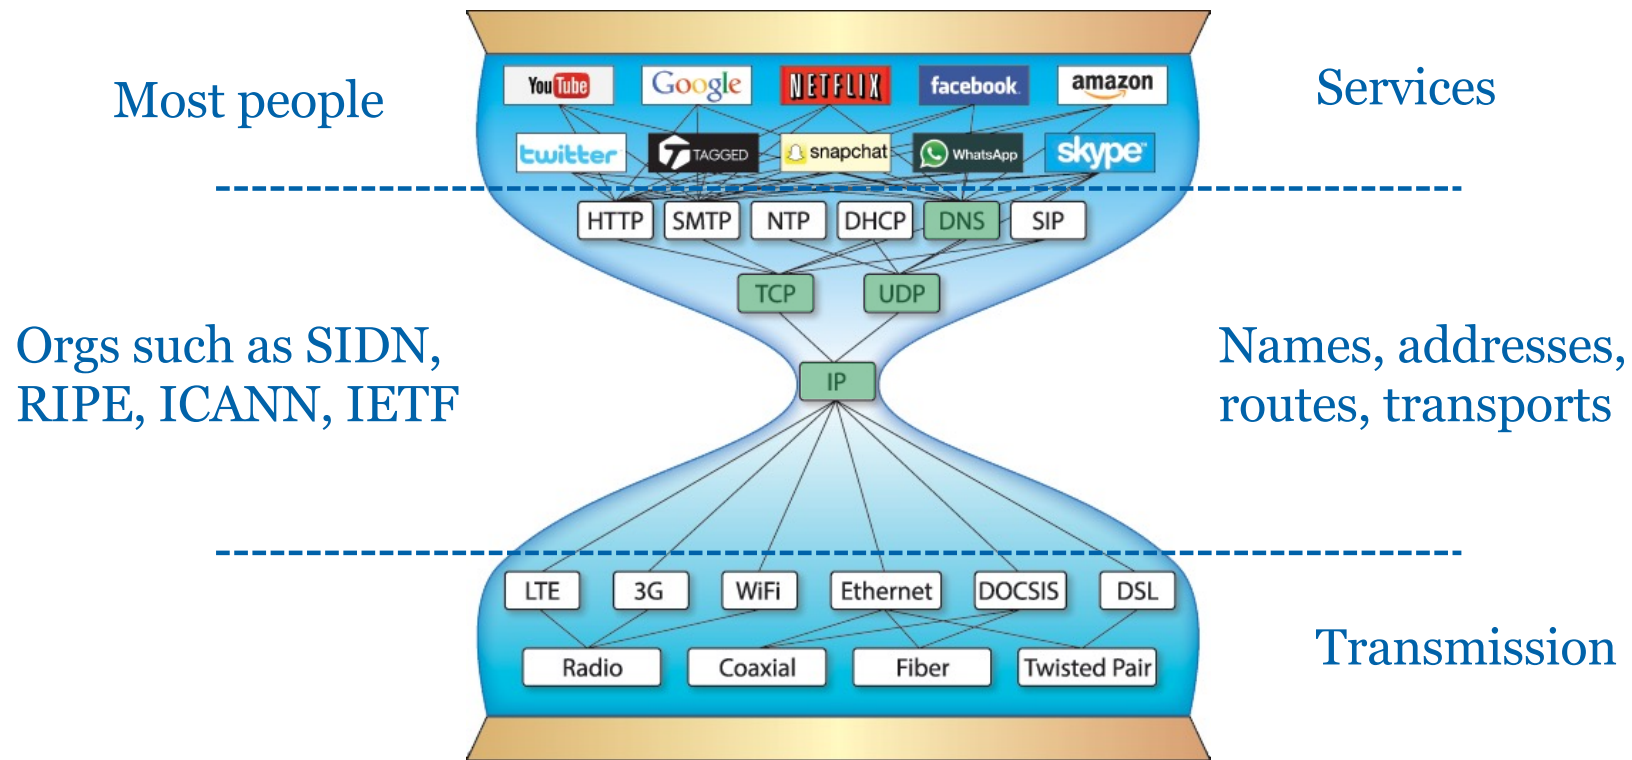 Most people
Services
YouTube
Google
NETFLIX
facebook.
amazon
twitter
TAGGED
snapchat
WhatsApp
skype™
HTTP
SMTP
NTP
DHCP
DNS
SIP
TCP
UDP
Orgs such as SIDN,
RIPE, ICANN, IETF
IP
Names, addresses,
routes, transports
LTE
3G
WiFi
Ethernet
DOCSIS
DSL
Radio
Coaxial
Fiber
Twisted Pair
Transmission